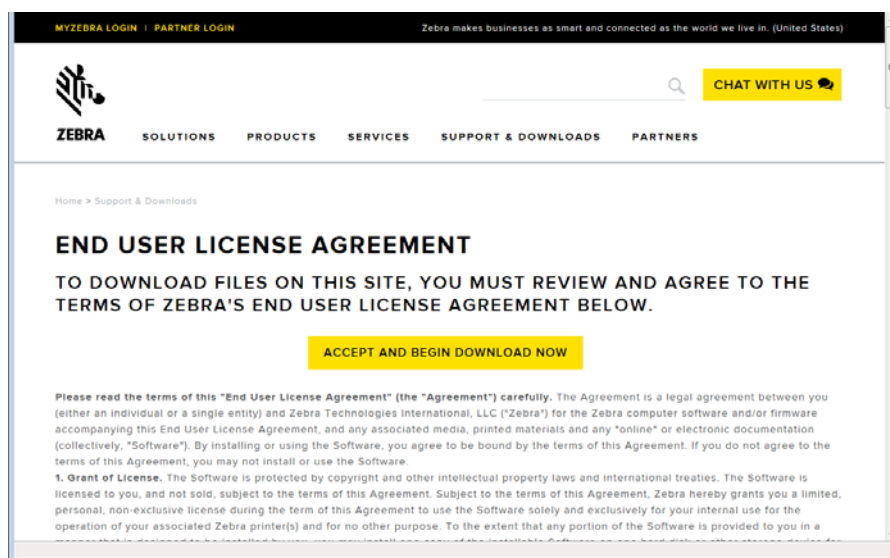 MYZEBRA LOGIN | PARTNER LOGIN
Zebra makes businesses as smart and connected as the world we live in. (United States)
CHAT WITH US
ZEBRA SOLUTIONS PRODUCTS SERVICES SUPPORT & DOWNLOADS PARTNERS
Home > Support & Downloads
END USER LICENSE AGREEMENT
TO DOWNLOAD FILES ON THIS SITE, YOU MUST REVIEW AND AGREE TO THE
TERMS OF ZEBRA'S END USER LICENSE AGREEMENT BELOW.
ACCEPT AND BEGIN DOWNLOAD NOW
Please read the terms of this "End User License Agreement" (the "Agreement") carefully. The Agreement is a legal agreement between you
(either an individual or a single entity) and Zebra Technologies International, LLC ("Zebra") for the Zebra computer software and/or firmware
accompanying this End User License Agreement, and any associated media, printed materials and any "online" or electronic documentation
(collectively, "Software"). By installing or using the Software, you agree to be bound by the terms of this Agreement. If you do not agree to the
terms of this Agreement, you may not install or use the Software.
1. Grant of License. The Software is protected by copyright and other intellectual property laws and international treaties. The Software is
licensed to you, and not sold, subject to the terms of this Agreement. Subject to the terms of this Agreement, Zebra hereby grants you a limited,
personal, non-exclusive license during the term of this Agreement to use the Software solely and exclusively for your internal use for the
operation of your associated Zebra printer(s) and for no other purpose. To the extent that any portion of the Software is provided to you in a